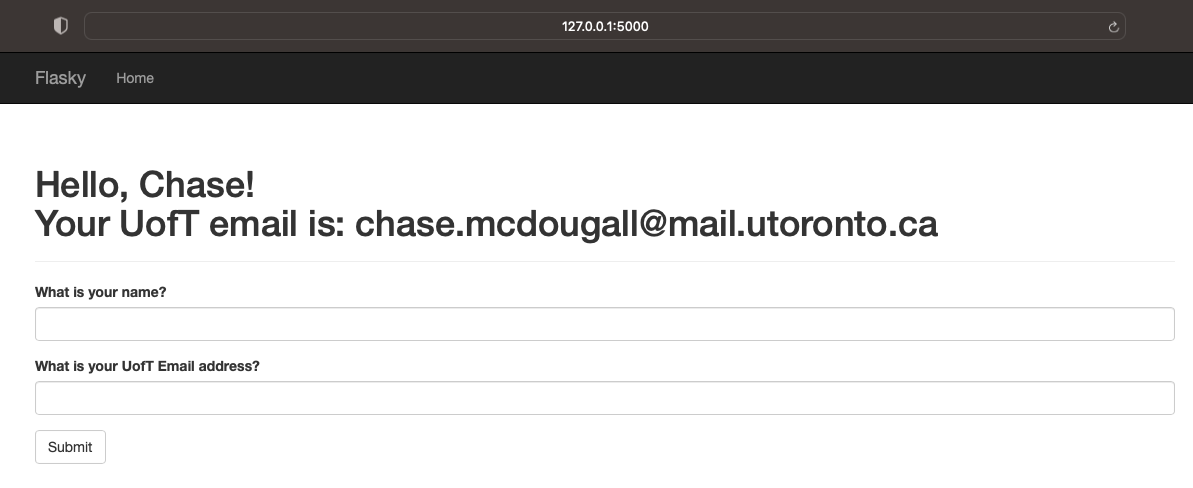 127.0.0.1:5000
Flasky Home
Hello, Chase!
Your UofT email is: chase.mcdougall@mail.utoronto.ca
What is your name?
What is your UofT Email address?
Submit